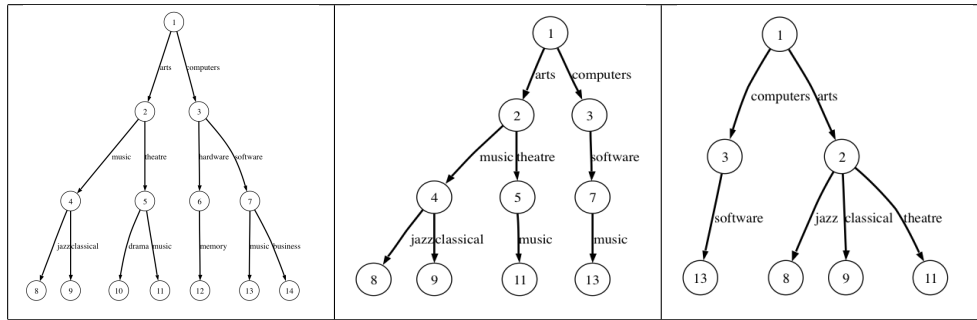 1
arts computers
2 3
music theatre hardware software
4 5 6 7
jazz classical drama music memory music business
8 9 10 11 12 13 14
1
arts computers
2 3
music theatre software
4 5 7
jazz classical music music
8 9 11 13
1
computers arts
3 2
software jazz classical theatre
13 8 9 11